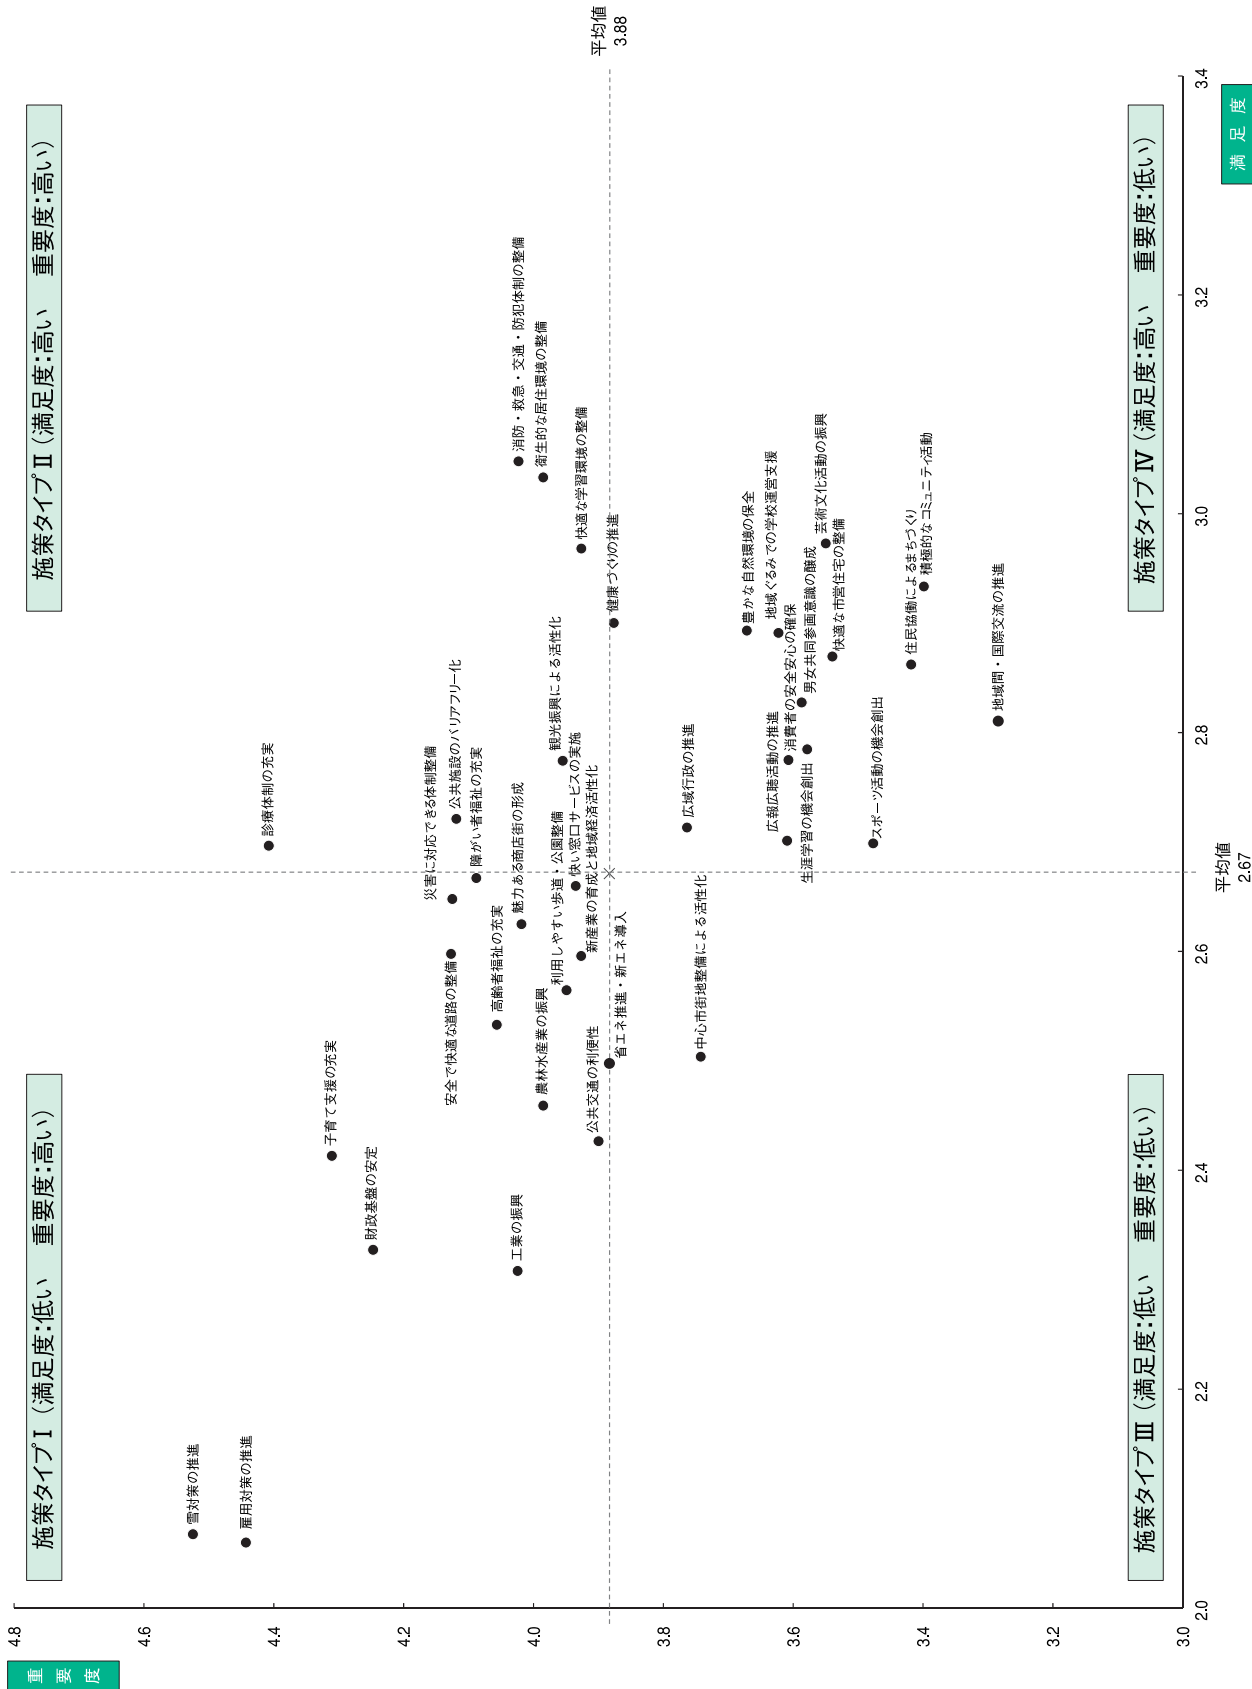 重要度
4.8
4.6
4.4
4.2
4.0
3.8
3.6
3.4
3.2
3.0
施策タイプⅠ（満足度：低い　重要度：高い）
施策タイプⅡ（満足度：高い　重要度：高い）
雪対策の推進
雇用対策の推進
診療体制の充実
子育て支援の充実
財政基盤の安定
災害に対応できる体制整備
安全で快適な道路の整備
公共施設のバリアフリー化
障がい者福祉の充実
高齢者福祉の充実
工業の振興
魅力ある商店街の形成
消防・救急・交通・防犯体制の整備
農林水産業の振興
衛生的な居住環境の整備
観光振興による活性化
利用しやすい歩道・公園整備
快い窓口サービスの実施
快適な学習環境の整備
新産業の育成と地域経済活性化
公共交通の利便性
省エネ推進・新エネ導入
健康づくりの推進
平均値
3.88
中心市街地整備による活性化
広域行政の推進
豊かな自然環境の保全
地域ぐるみでの学校運営支援
広報広聴活動の推進
消費者の安全安心の確保
男女共同参画意識の醸成
生涯学習の機会創出
芸術文化活動の振興
快適な市営住宅の整備
スポーツ活動の機会創出
住民協働によるまちづくり
積極的なコミュニティ活動
地域間・国際交流の推進
施策タイプⅢ（満足度：低い　重要度：低い）
施策タイプⅣ（満足度：高い　重要度：低い）
2.0
2.2
2.4
2.6
2.8
3.0
3.2
3.4
平均値
2.67
満足度